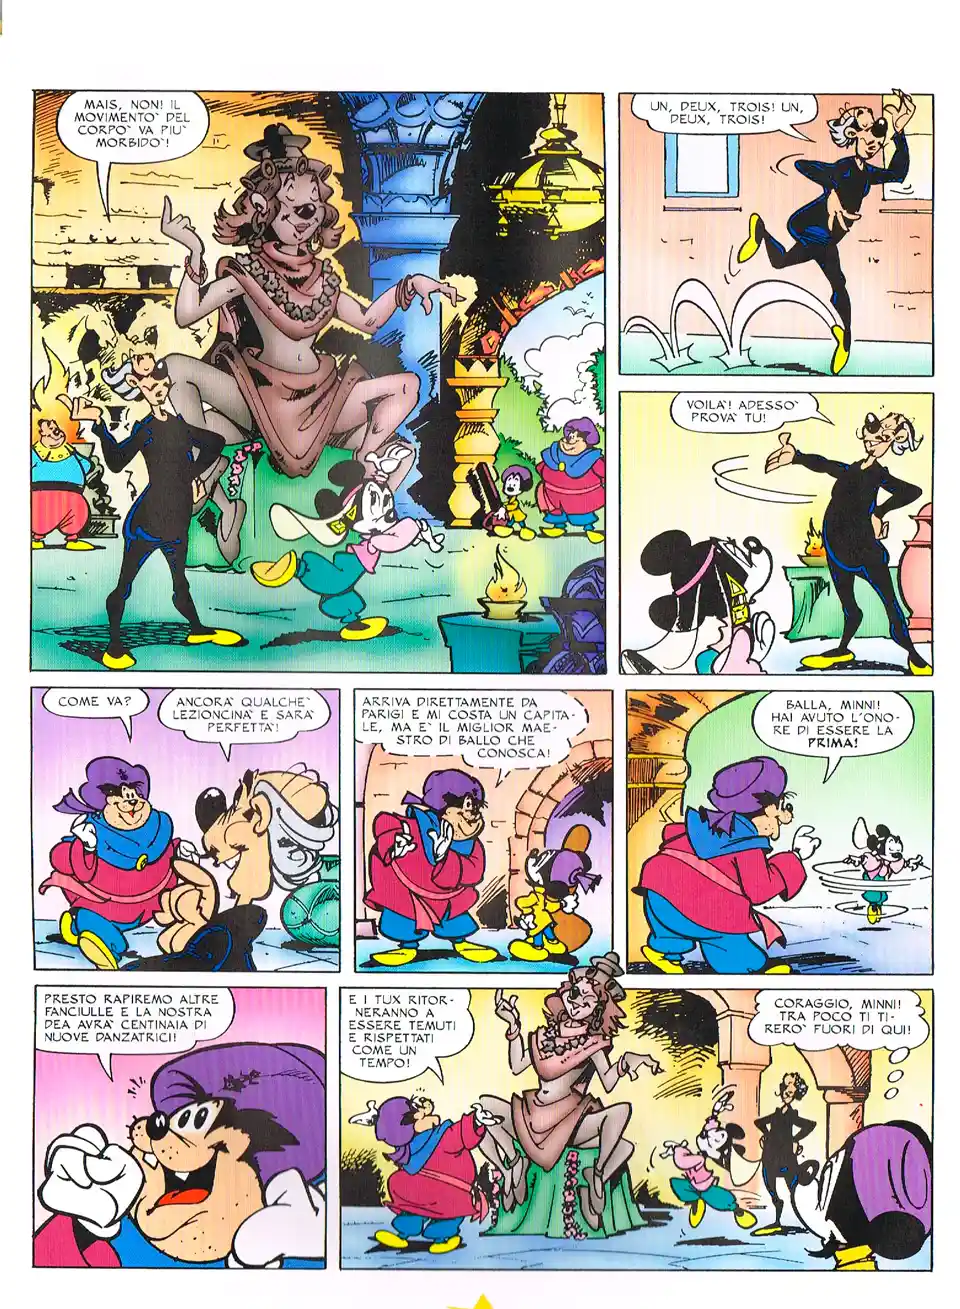 MAIS, NON! IL
MOVIMENTO` DEL
CORPO` VA PIU`
MORBIDO`!
UN, DEUX, TROIS! UN,
DEUX, TROIS!
VOILA`! ADESSO`
PROVA` TU!
COME VA?
ANCORA` QUALCHE`
LEZIONCINA` E SARA`
PERFETTA`!
ARRIVA DIRETTAMENTE DA
PARIGI E MI COSTA UN CAPITA-
LE, MA E` IL MIGLIOR MAE-
STRO DI BALLO CHE
CONOSCA!
BALLA, MINNI!
HAI AVUTO L'ONO-
RE DI ESSERE LA
PRIMA!
PRESTO RAPIREMO ALTRE
FANCIULLE E LA NOSTRA
DEA AVRA` CENTINAIA DI
NUOVE DANZATRICI!
E I TUX RITOR-
NERANNO A
ESSERE TEMUTI
E RISPETTATI
COME UN
TEMPO!
CORAGGIO, MINNI!
TRA POCO TI TI-
RERO` FUORI DI QUI!